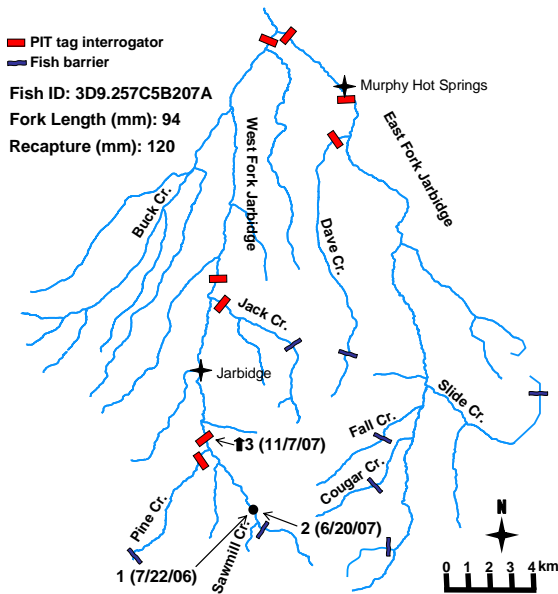 PIT tag interrogator
Fish barrier
Fish ID: 3D9.257C5B207A
Fork Length (mm): 94
Recapture (mm): 120
Murphy Hot Springs
West Fork Jarbidge
East Fork Jarbidge
Buck Cr.
Dave Cr.
Jack Cr.
Jarbidge
Slide Cr.
Fall Cr.
3 (11/7/07)
Cougar Cr.
Pine Cr.
Sawmill Cr.
2 (6/20/07)
1 (7/22/06)
N
0 1 2 3 4 km